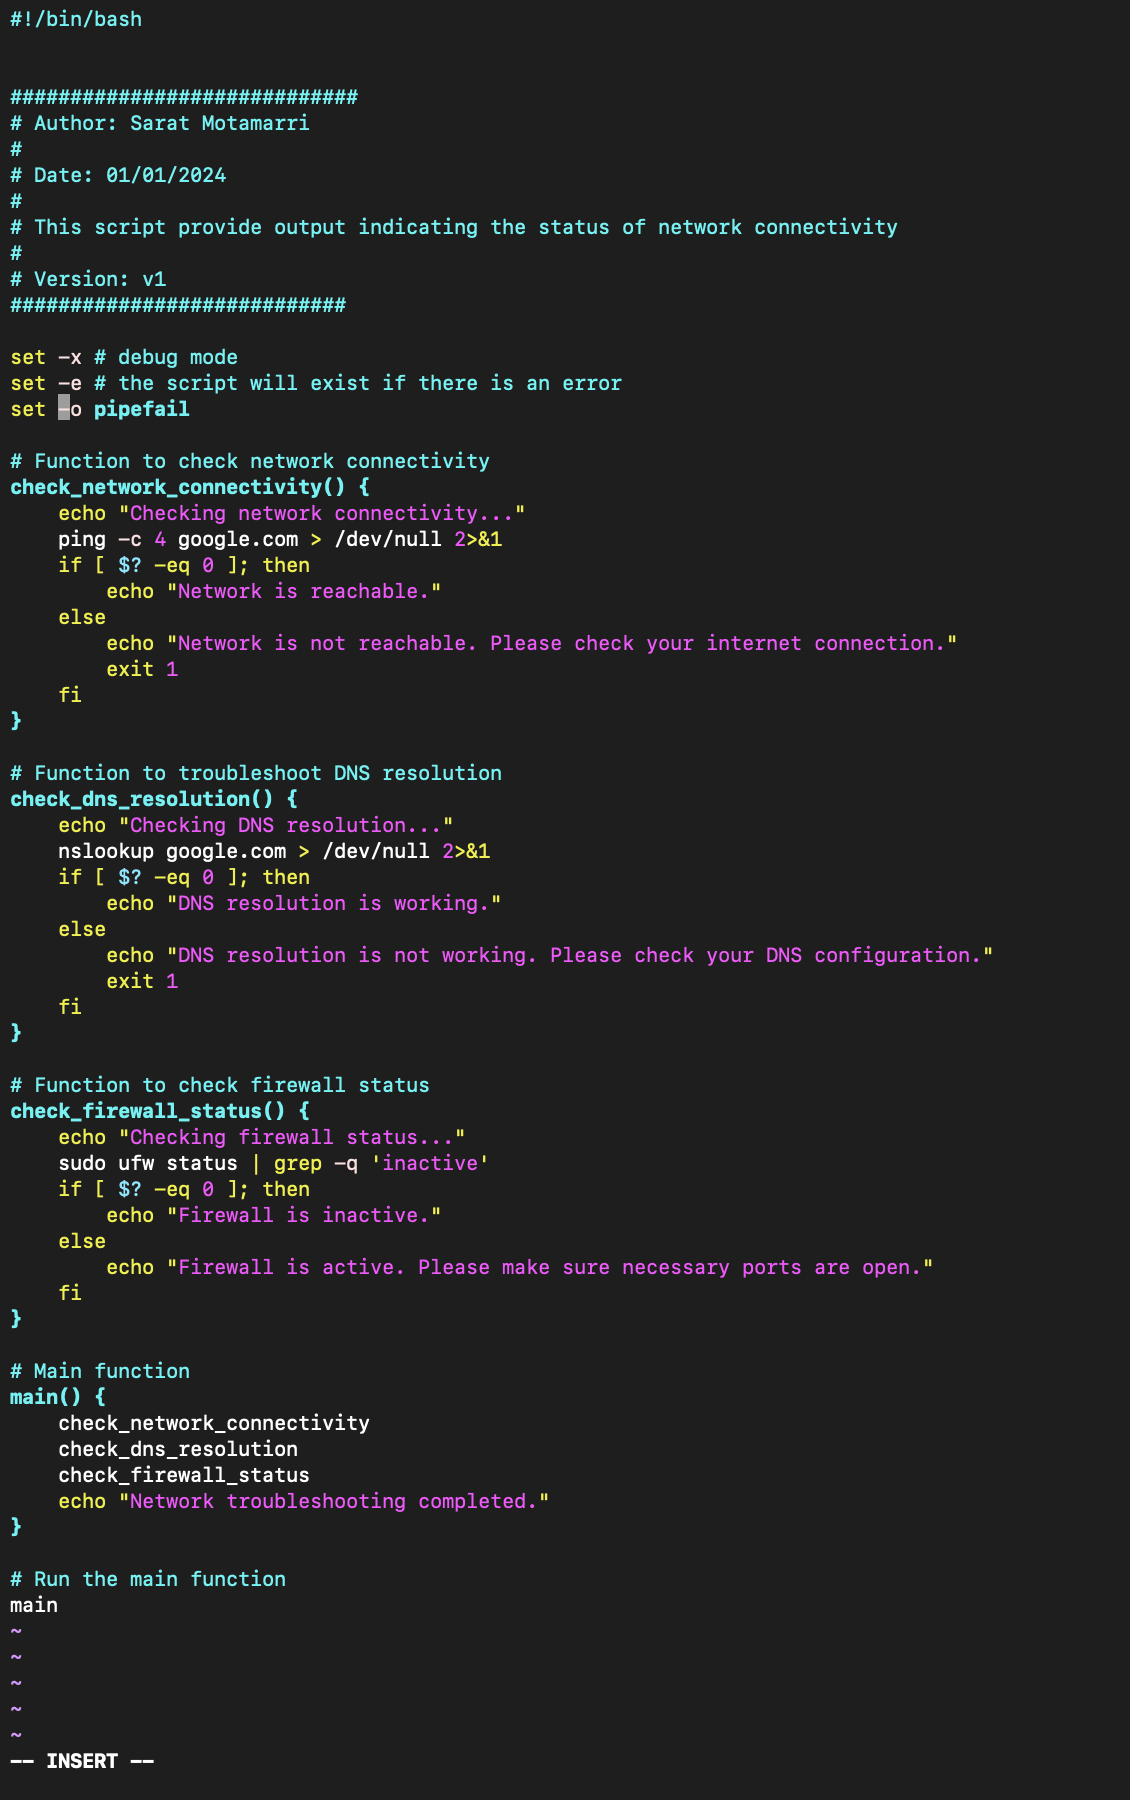 #!/bin/bash
#############################
# Author: Sarat Motamarri
#
# Date: 01/01/2024
#
# This script provide output indicating the status of network connectivity
#
# Version: v1
############################
set -x # debug mode
set -e # the script will exist if there is an error
set -o pipefail
# Function to check network connectivity
check_network_connectivity() {
    echo "Checking network connectivity..."
    ping -c 4 google.com > /dev/null 2>&1
    if [ $? -eq 0 ]; then
        echo "Network is reachable."
    else
        echo "Network is not reachable. Please check your internet connection."
        exit 1
    fi
}
# Function to troubleshoot DNS resolution
check_dns_resolution() {
    echo "Checking DNS resolution..."
    nslookup google.com > /dev/null 2>&1
    if [ $? -eq 0 ]; then
        echo "DNS resolution is working."
    else
        echo "DNS resolution is not working. Please check your DNS configuration."
        exit 1
    fi
}
# Function to check firewall status
check_firewall_status() {
    echo "Checking firewall status..."
    sudo ufw status | grep -q 'inactive'
    if [ $? -eq 0 ]; then
        echo "Firewall is inactive."
    else
        echo "Firewall is active. Please make sure necessary ports are open."
    fi
}
# Main function
main() {
    check_network_connectivity
    check_dns_resolution
    check_firewall_status
    echo "Network troubleshooting completed."
}
# Run the main function
main
~
~
~
~
~
-- INSERT --